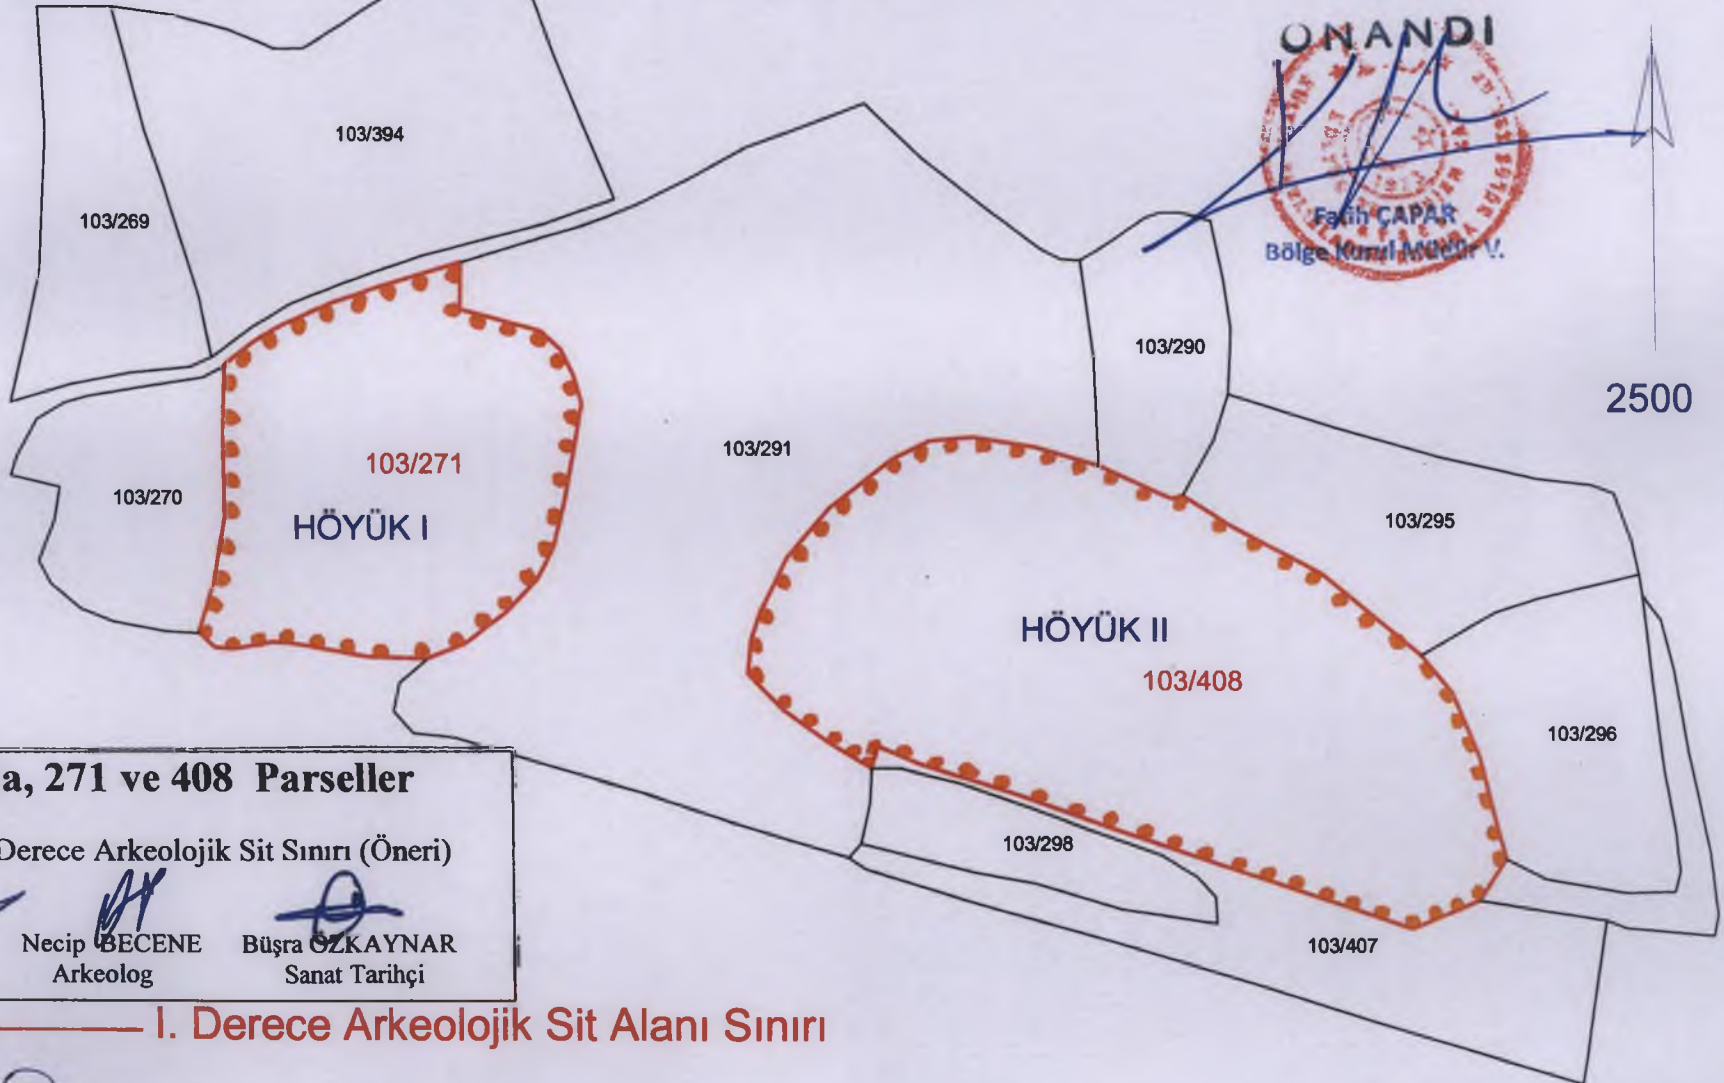 ONANDI
103/394
103/269
Fatih ÇAPAR
Bölge Kurul Müdür V.
103/290
2500
103/271
103/291
103/270
HÖYÜK I
103/295
HÖYÜK II
103/408
103/296
a, 271 ve 408 Parseller
103/298
Derece Arkeolojik Sit Sınırı (Öneri)
Necip BECENE
Arkeolog
Büşra ÖZKAYNAR
Sanat Tarihçi
103/407
I. Derece Arkeolojik Sit Alanı Sınırı